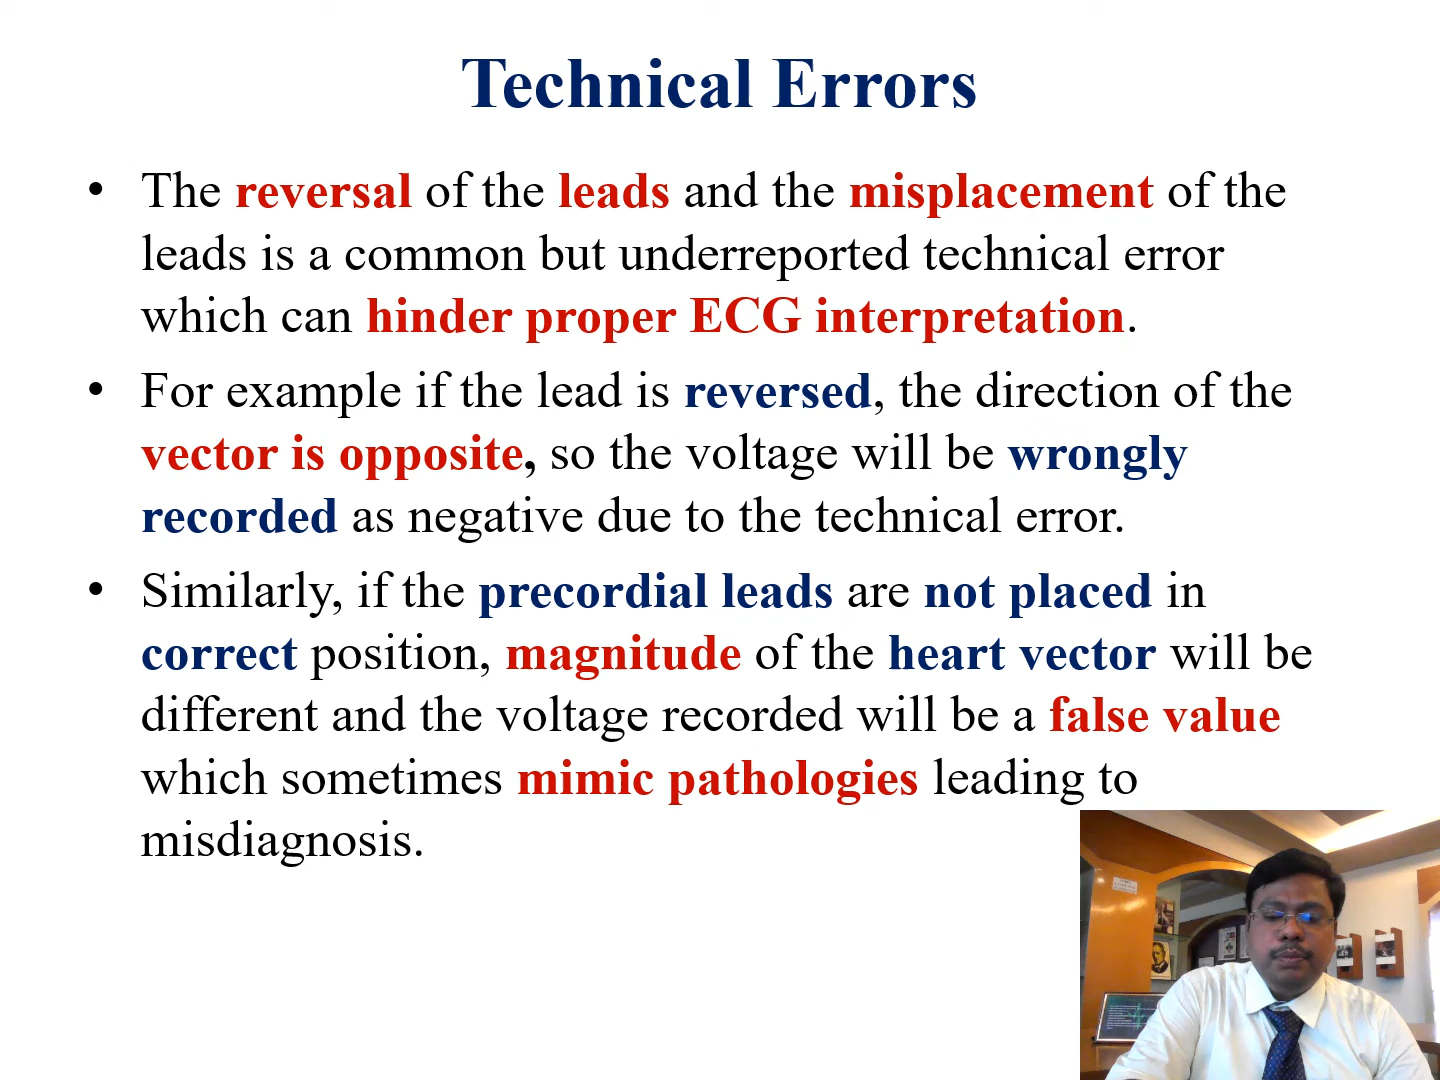 Technical Errors
• The reversal of the leads and the misplacement of the
leads is a common but underreported technical error
which can hinder proper ECG interpretation.
• For example if the lead is reversed, the direction of the
vector is opposite, so the voltage will be wrongly
recorded as negative due to the technical error.
• Similarly, if the precordial leads are not placed in
correct position, magnitude of the heart vector will be
different and the voltage recorded will be a false value
which sometimes mimic pathologies leading to
misdiagnosis.